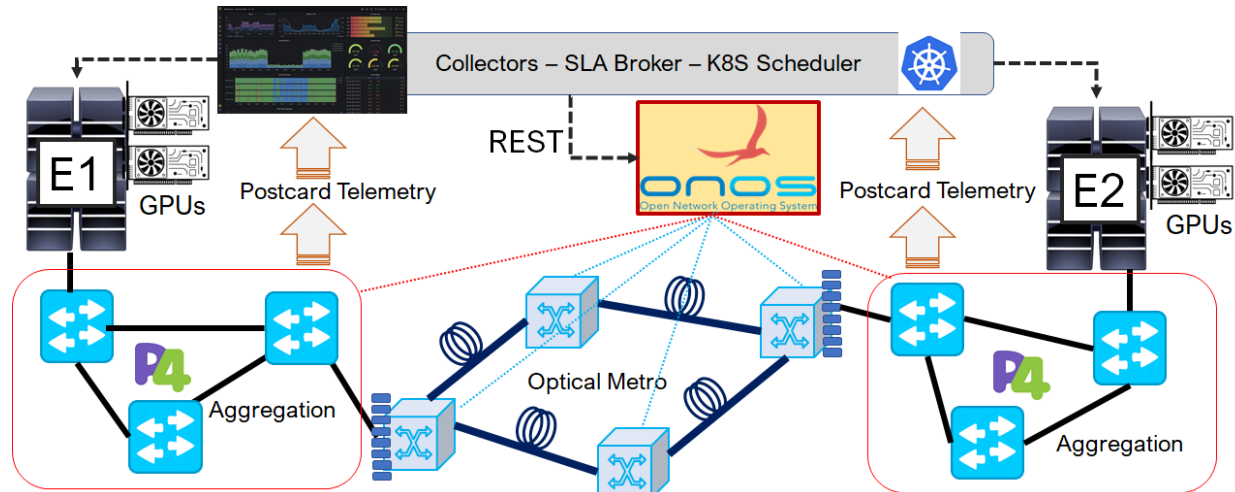 Collectors – SLA Broker – K8S Scheduler
E1
GPUs
Postcard Telemetry
REST
onos
Open Network Operating System
Postcard Telemetry
E2
GPUs
P4
Aggregation
Optical Metro
P4
Aggregation